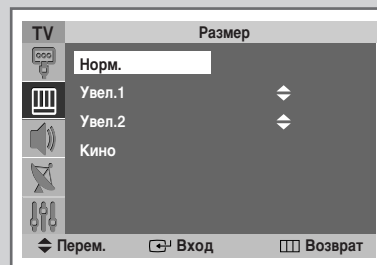 TV Размер
Норм.
Увел.1
Увел.2
Кино
Перем. Вход Возврат